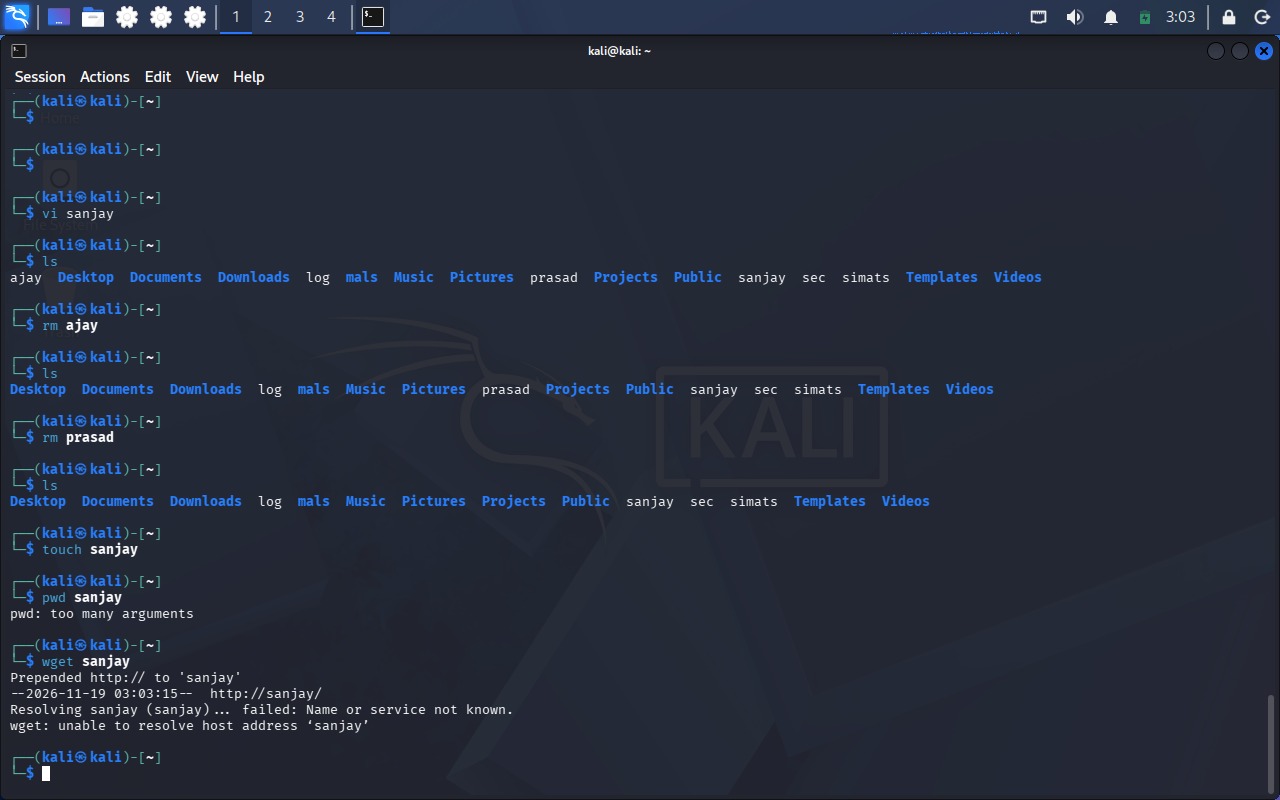 1 2 3 4 3:03
kali@kali: ~
Session Actions Edit View Help
┌──(kali㉿kali)-[~]
└─$
Home
┌──(kali㉿kali)-[~]
└─$
┌──(kali㉿kali)-[~]
└─$ vi sanjay
File System
┌──(kali㉿kali)-[~]
└─$ ls
ajay Desktop Documents Downloads log mals Music Pictures prasad Projects Public sanjay sec simats Templates Videos
┌──(kali㉿kali)-[~]
└─$ rm ajay
┌──(kali㉿kali)-[~]
└─$ ls
Desktop Documents Downloads log mals Music Pictures prasad Projects Public sanjay sec simats Templates Videos
KALI
┌──(kali㉿kali)-[~]
└─$ rm prasad
┌──(kali㉿kali)-[~]
└─$ ls
Desktop Documents Downloads log mals Music Pictures Projects Public sanjay sec simats Templates Videos
┌──(kali㉿kali)-[~]
└─$ touch sanjay
┌──(kali㉿kali)-[~]
└─$ pwd sanjay
pwd: too many arguments
┌──(kali㉿kali)-[~]
└─$ wget sanjay
Prepended http:// to 'sanjay'
--2026-11-19 03:03:15-- http://sanjay/
Resolving sanjay (sanjay)... failed: Name or service not known.
wget: unable to resolve host address ‘sanjay’
┌──(kali㉿kali)-[~]
└─$